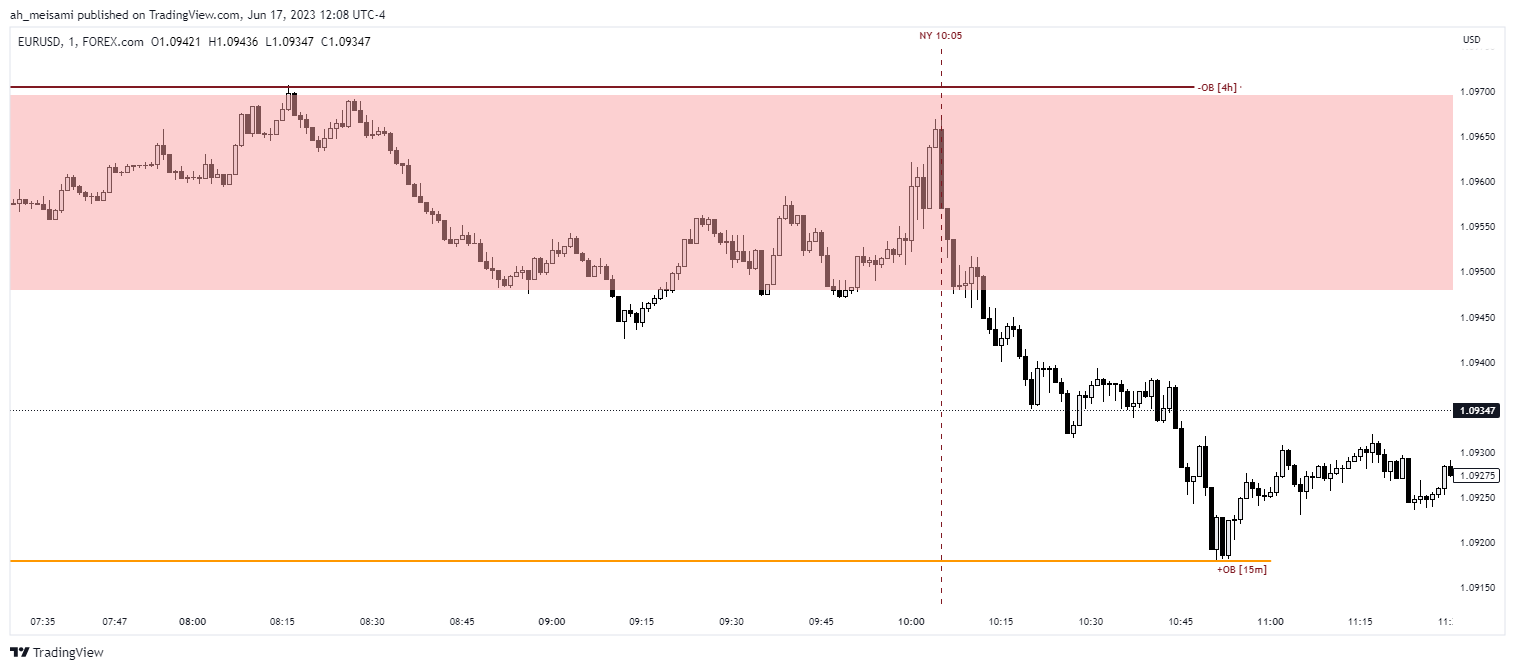 ah_meisami published on TradingView.com, Jun 17, 2023 12:08 UTC-4
EURUSD, 1, FOREX.com O1.09421 H1.09436 L1.09347 C1.09347
NY 10:05
USD
-OB [4h]
1.09700
1.09650
1.09600
1.09550
1.09500
1.09450
1.09400
1.09347
1.09300
1.09275
1.09250
1.09200
+OB [15m]
1.09150
07:35 07:47 08:00 08:15 08:30 08:45 09:00 09:15 09:30 09:45 10:00 10:15 10:30 10:45 11:00 11:15 11:
TradingView